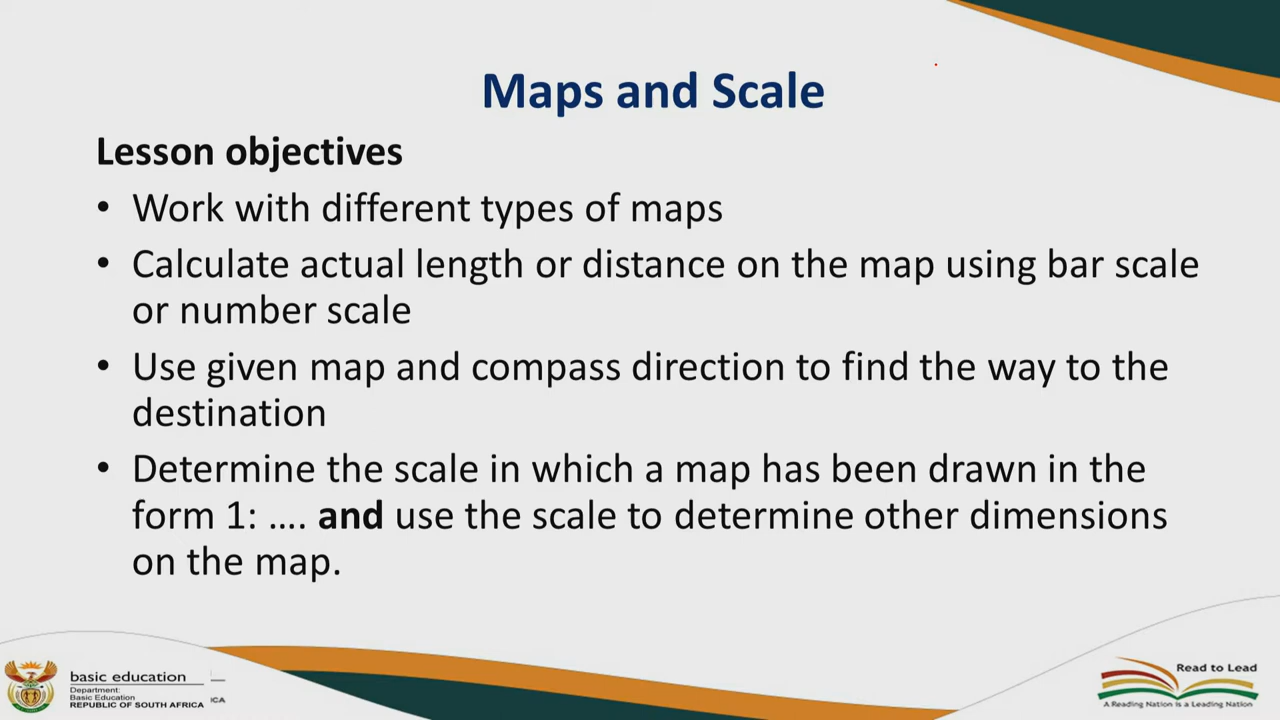 Maps and Scale
Lesson objectives
• Work with different types of maps
• Calculate actual length or distance on the map using bar scale
or number scale
• Use given map and compass direction to find the way to the
destination
• Determine the scale in which a map has been drawn in the
form 1: .... and use the scale to determine other dimensions
on the map.
basic education
Department:
Basic Education
REPUBLIC OF SOUTH AFRICA
ICA
Read to Lead
A Reading Nation is a Leading Nation